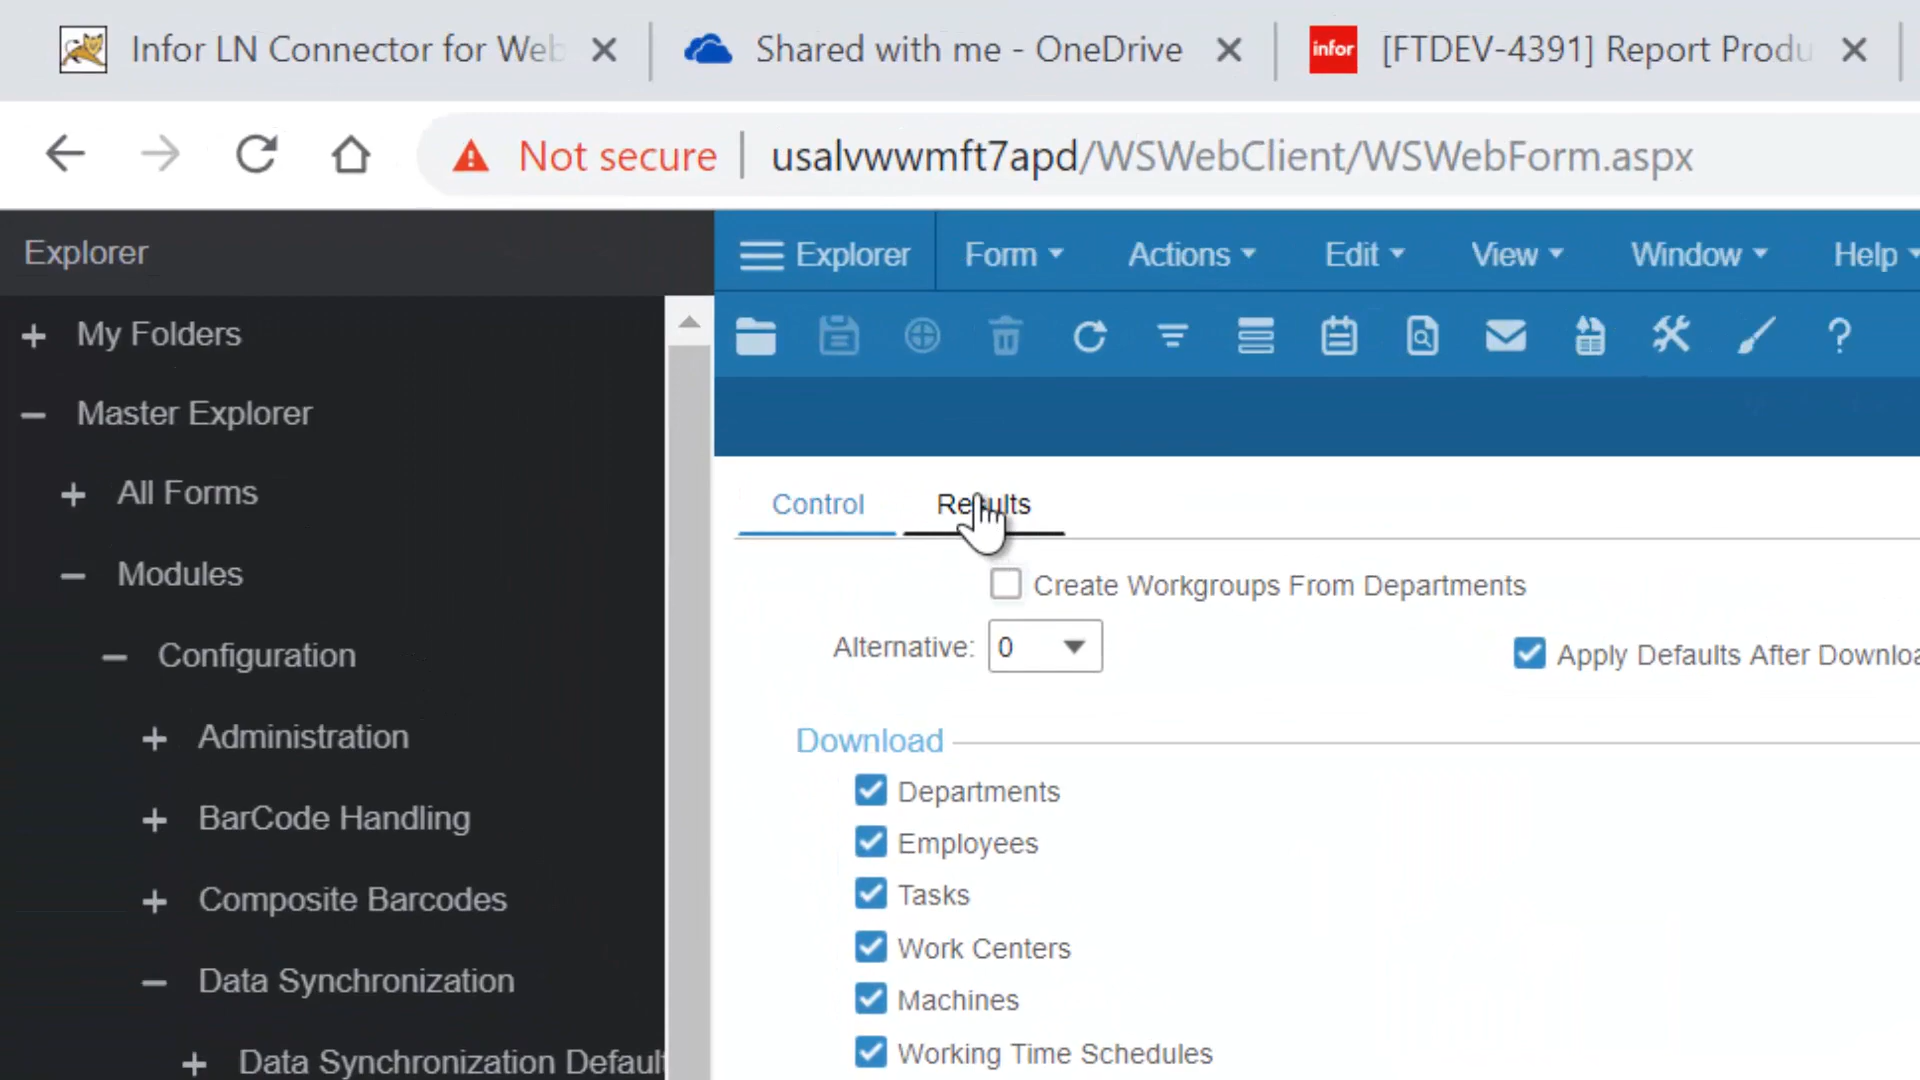 Infor LN Connector for Web
Shared with me - OneDrive
infor
[FTDEV-4391] Report Produ
Not secure
usalvwwmft7apd/WSWebClient/WSWebForm.aspx
Explorer
My Folders
Master Explorer
All Forms
Modules
Configuration
Administration
BarCode Handling
Composite Barcodes
Data Synchronization
Data Synchronization Default
Explorer
Form
Actions
Edit
View
Window
Help
?
Control
Results
Create Workgroups From Departments
Alternative: 0
Apply Defaults After Downloa
Download
Departments
Employees
Tasks
Work Centers
Machines
Working Time Schedules